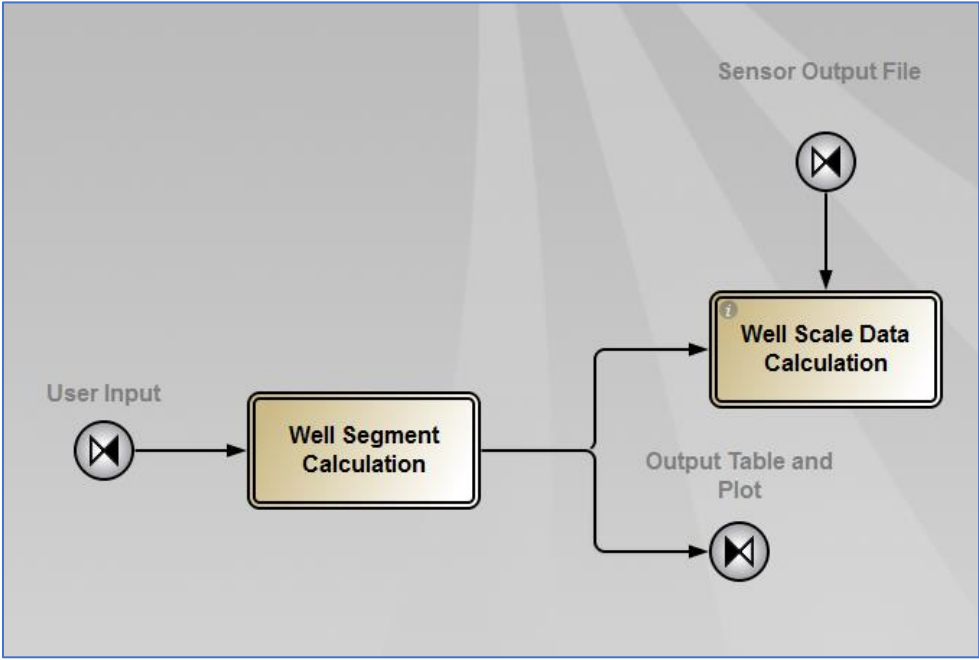 Sensor Output File
Well Scale Data
Calculation
User Input
Well Segment
Calculation
Output Table and
Plot